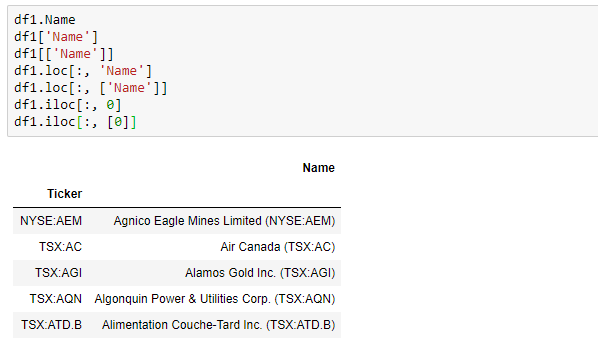 df1.Name
df1['Name']
df1[['Name']]
df1.loc[:, 'Name']
df1.loc[:, ['Name']]
df1.iloc[:, 0]
df1.iloc[:, [0]]
Name
Ticker
NYSE:AEM Agnico Eagle Mines Limited (NYSE:AEM)
TSX:AC Air Canada (TSX:AC)
TSX:AGI Alamos Gold Inc. (TSX:AGI)
TSX:AQN Algonquin Power & Utilities Corp. (TSX:AQN)
TSX:ATD.B Alimentation Couche-Tard Inc. (TSX:ATD.B)